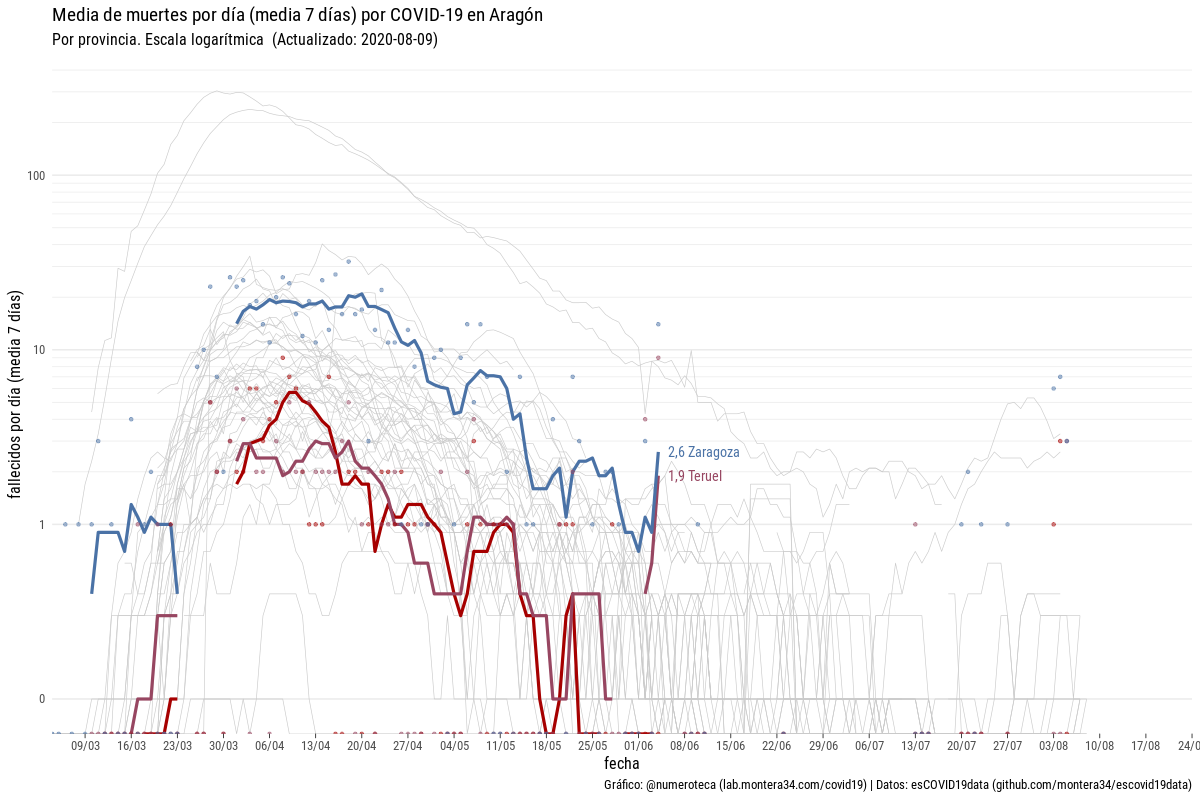 Media de muertes por día (media 7 días) por COVID-19 en Aragón
Por provincia. Escala logarítmica  (Actualizado: 2020-08-09)
fallecidos por día (media 7 días)
100
10
1
0
2,6 Zaragoza
1,9 Teruel
09/03 16/03 23/03 30/03 06/04 13/04 20/04 27/04 04/05 11/05 18/05 25/05 01/06 08/06 15/06 22/06 29/06 06/07 13/07 20/07 27/07 03/08 10/08 17/08 24/0
fecha
Gráfico: @numeroteca (lab.montera34.com/covid19) | Datos: esCOVID19data (github.com/montera34/escovid19data)